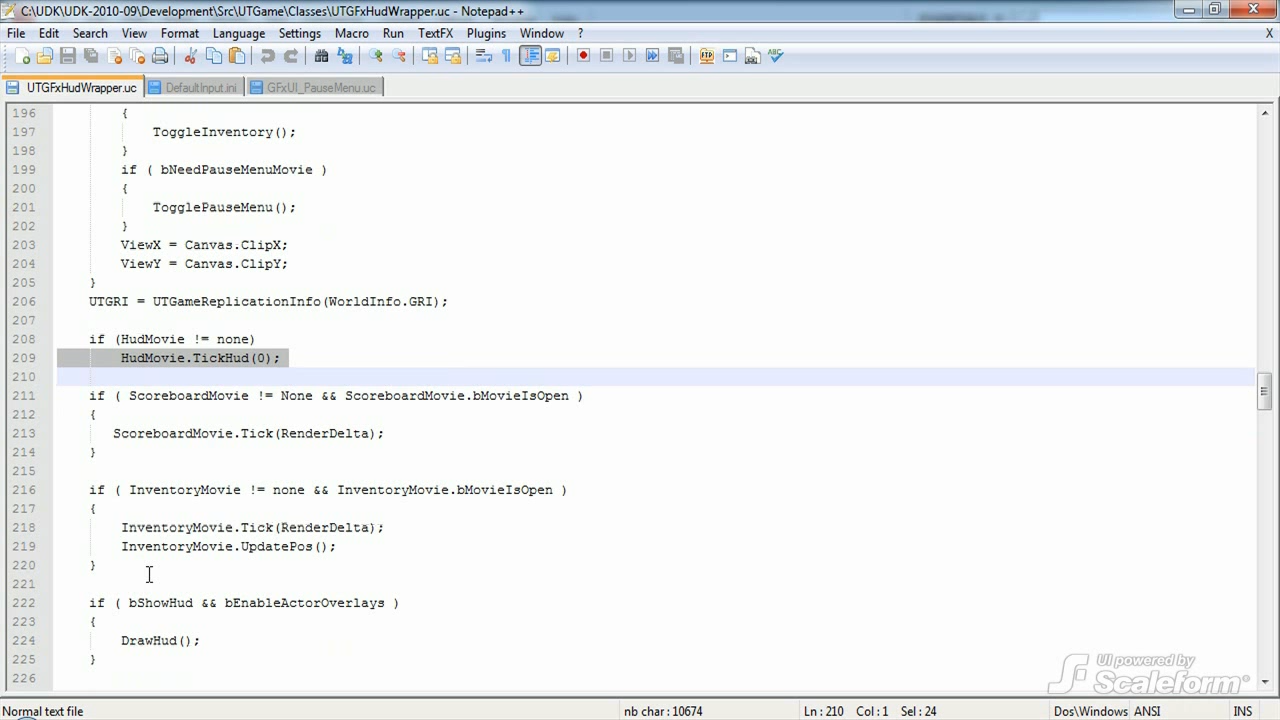 C:\UDK\UDK-2010-09\Development\Src\UTGame\Classes\UTGFxHudWrapper.uc - Notepad++
File Edit Search View Format Language Settings Macro Run TextFX Plugins Window ? X
UTGFxHudWrapper.uc DefaultInput.ini GFxUI_PauseMenu.uc
196 {
197 ToggleInventory();
198 }
199 if ( bNeedPauseMenuMovie )
200 {
201 TogglePauseMenu();
202 }
203 ViewX = Canvas.ClipX;
204 ViewY = Canvas.ClipY;
205 }
206 UTGRI = UTGameReplicationInfo(WorldInfo.GRI);
207
208 if (HudMovie != none)
209 HudMovie.TickHud(0);
210
211 if ( ScoreboardMovie != None && ScoreboardMovie.bMovieIsOpen )
212 {
213 ScoreboardMovie.Tick(RenderDelta);
214 }
215
216 if ( InventoryMovie != none && InventoryMovie.bMovieIsOpen )
217 {
218 InventoryMovie.Tick(RenderDelta);
219 InventoryMovie.UpdatePos();
220 }
221
222 if ( bShowHud && bEnableActorOverlays )
223 {
224 DrawHud();
225 }
226
UI powered by
Scaleform
Normal text file nb char : 10674 Ln : 210 Col : 1 Sel : 24 Dos\Windows ANSI INS